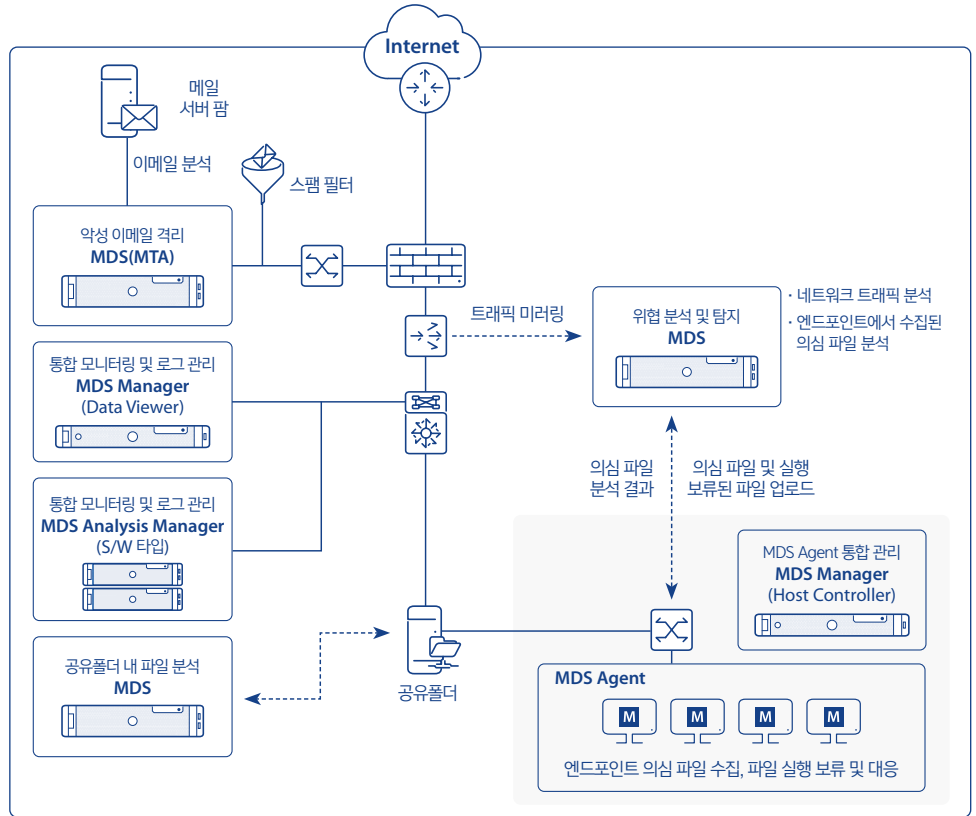 Internet
메일
서버 팜
이메일 분석
스팸 필터
악성 이메일 격리
MDS(MTA)
트래픽 미러링
위협 분석 및 탐지
MDS
· 네트워크 트래픽 분석
· 엔드포인트에서 수집된
의심 파일 분석
통합 모니터링 및 로그 관리
MDS Manager
(Data Viewer)
의심 파일
분석 결과
의심 파일 및 실행
보류된 파일 업로드
통합 모니터링 및 로그 관리
MDS Analysis Manager
(S/W 타입)
MDS Agent 통합 관리
MDS Manager
(Host Controller)
공유폴더 내 파일 분석
MDS
공유폴더
MDS Agent
M M M M
엔드포인트 의심 파일 수집, 파일 실행 보류 및 대응